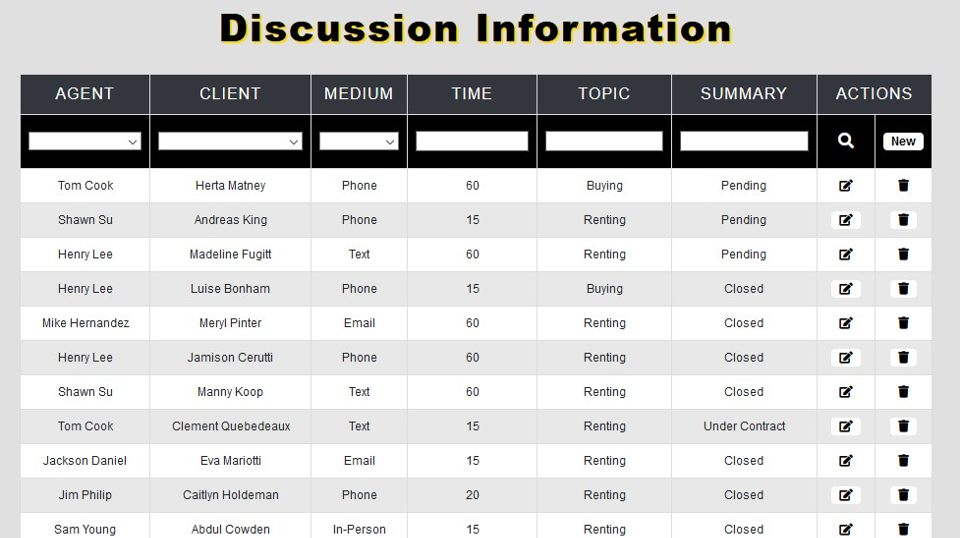 Discussion Information
AGENT CLIENT MEDIUM TIME TOPIC SUMMARY ACTIONS
New
Tom Cook Herta Matney Phone 60 Buying Pending
Shawn Su Andreas King Phone 15 Renting Pending
Henry Lee Madeline Fugitt Text 60 Renting Pending
Henry Lee Luise Bonham Phone 15 Buying Closed
Mike Hernandez Meryl Pinter Email 60 Renting Closed
Henry Lee Jamison Cerutti Phone 60 Renting Closed
Shawn Su Manny Koop Text 60 Renting Closed
Tom Cook Clement Quebedeaux Text 15 Renting Under Contract
Jackson Daniel Eva Mariotti Email 15 Renting Closed
Jim Philip Caitlyn Holdeman Phone 20 Renting Closed
Sam Young Abdul Cowden In-Person 15 Renting Closed